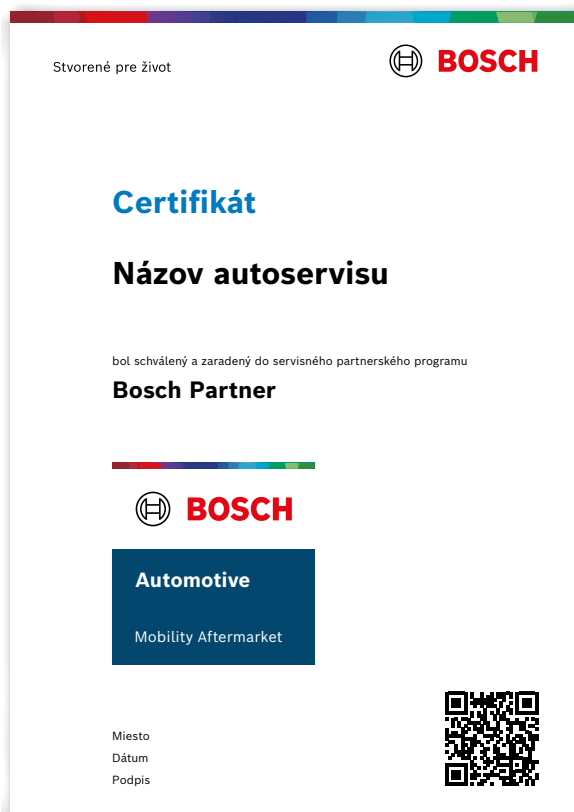 Stvorené pre život
BOSCH
Certifikát
Názov autoservisu
bol schválený a zaradený do servisného partnerského programu
Bosch Partner
BOSCH
Automotive
Mobility Aftermarket
Miesto
Dátum
Podpis